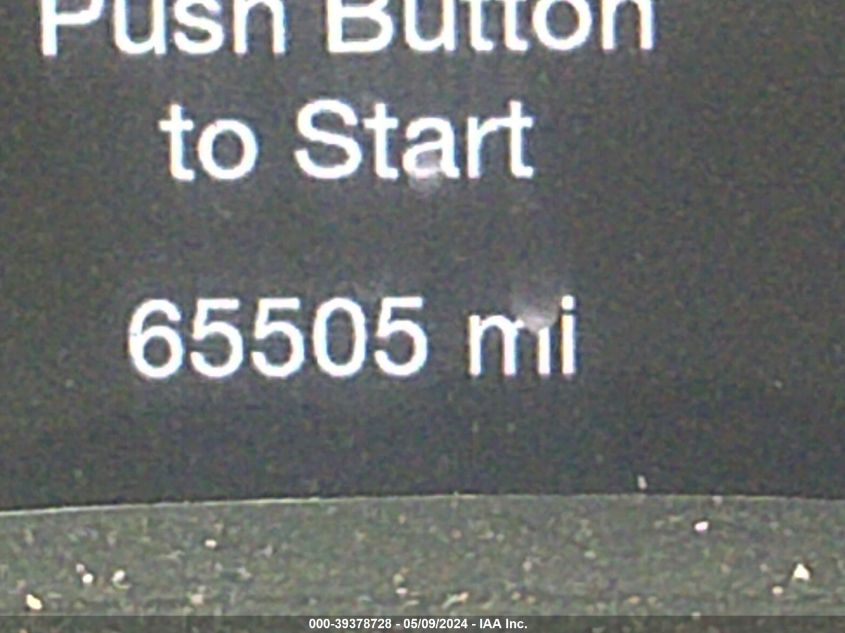 Push Button
to Start
65505 mi
000-39378728 - 05/09/2024 - IAA Inc.